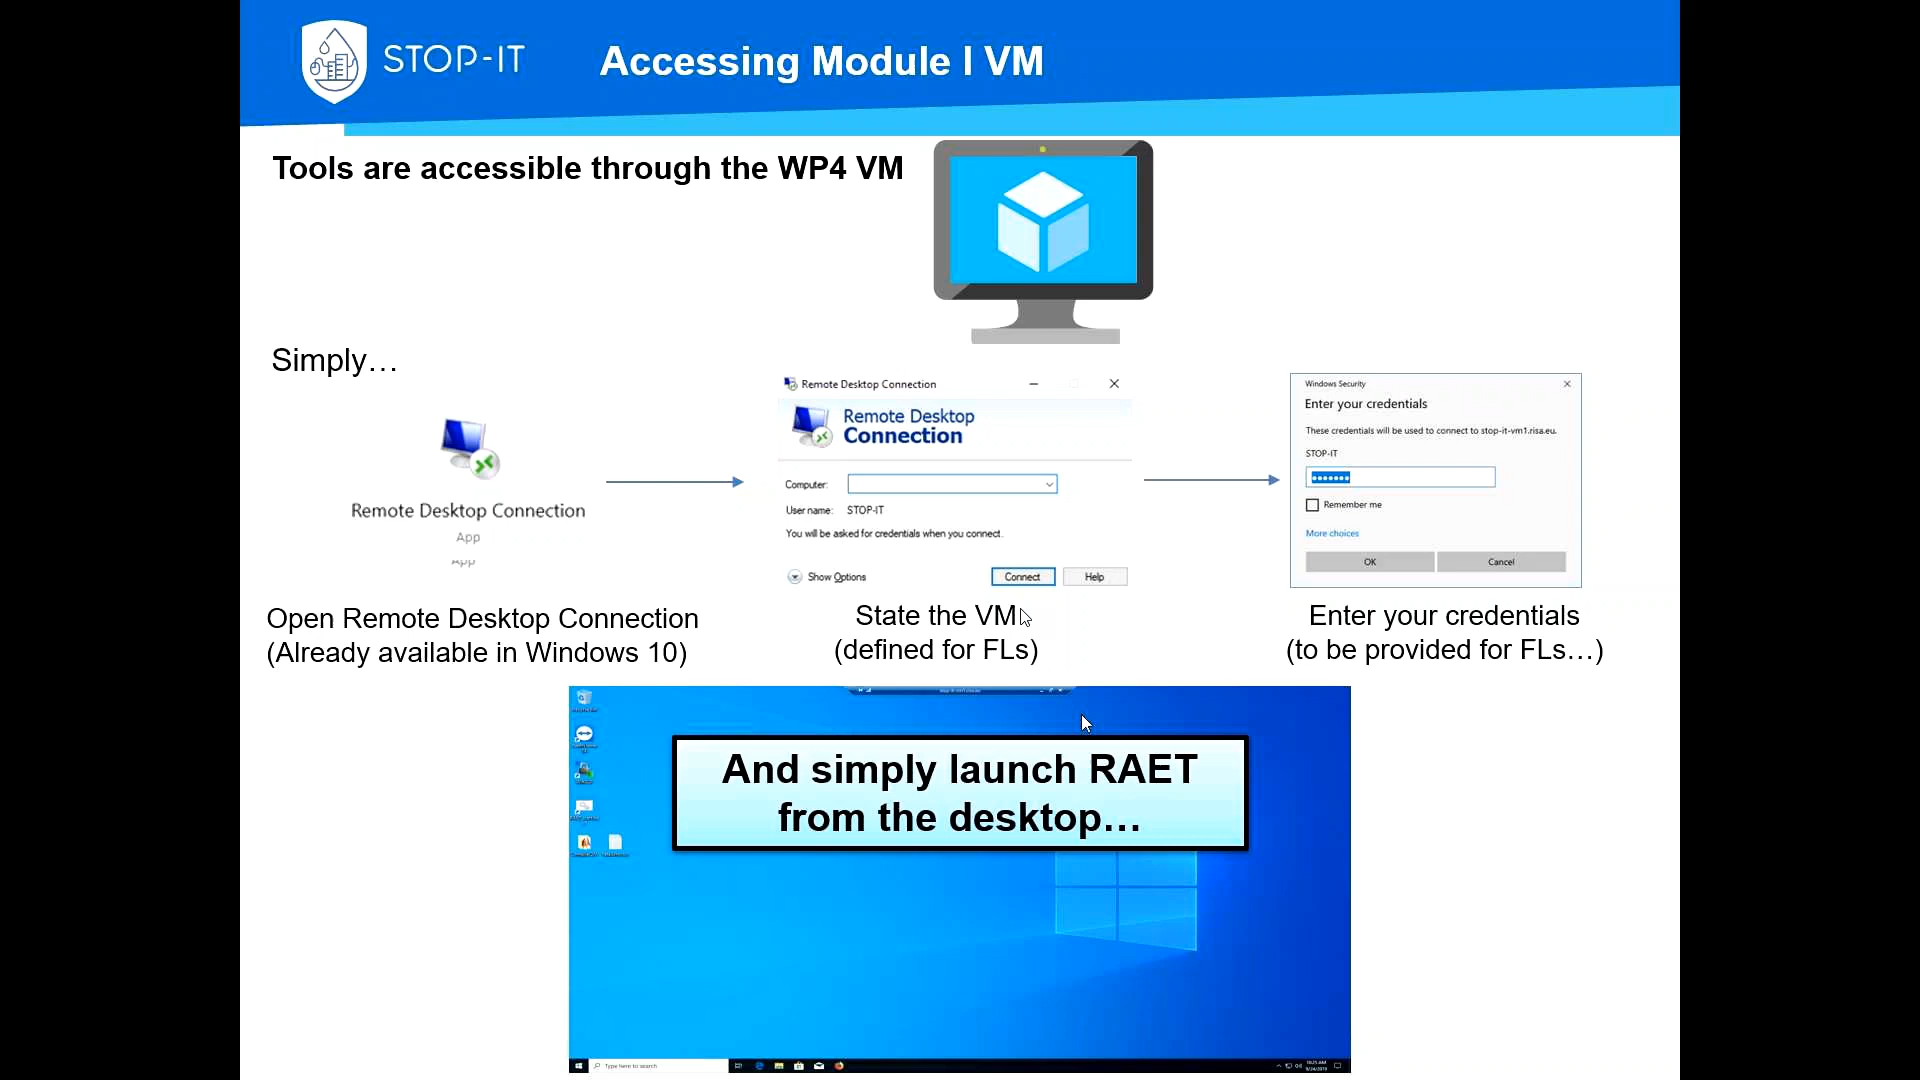 STOP-IT
Accessing Module I VM
Tools are accessible through the WP4 VM
Simply…
Remote Desktop Connection
App
App
Remote Desktop Connection
Remote Desktop
Connection
Computer:
User name: STOP-IT
You will be asked for credentials when you connect.
Show Options
Connect
Help
Windows Security
Enter your credentials
These credentials will be used to connect to stop-it-vm1.risa.eu.
STOP-IT
Remember me
More choices
OK
Cancel
Open Remote Desktop Connection
(Already available in Windows 10)
State the VM
(defined for FLs)
Enter your credentials
(to be provided for FLs…)
And simply launch RAET
from the desktop…
Type here to search